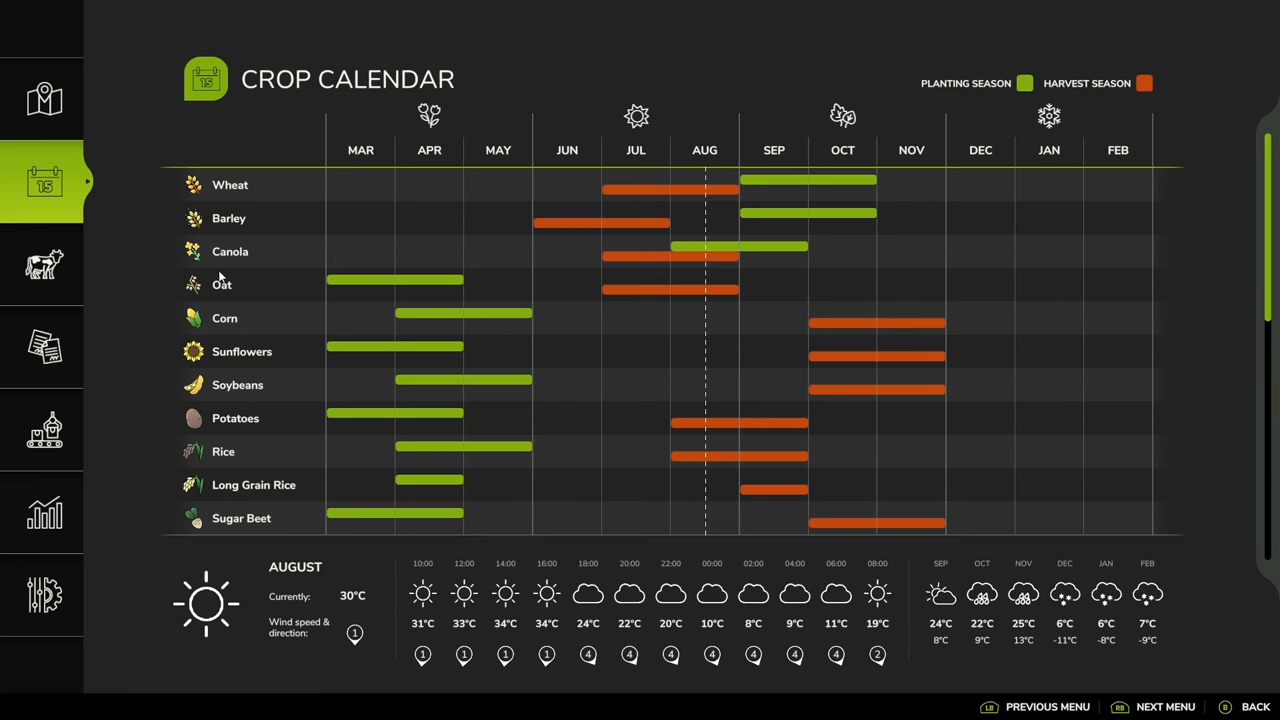 15
CROP CALENDAR
PLANTING SEASON HARVEST SEASON
MAR APR MAY JUN JUL AUG SEP OCT NOV DEC JAN FEB
15
Wheat
Barley
Canola
Oat
Corn
Sunflowers
Soybeans
Potatoes
Rice
Long Grain Rice
Sugar Beet
AUGUST
Currently: 30°C
Wind speed &
direction: 1
10:00 12:00 14:00 16:00 18:00 20:00 22:00 00:00 02:00 04:00 06:00 08:00
31°C 33°C 34°C 34°C 24°C 22°C 20°C 10°C 8°C 9°C 11°C 19°C
1 1 1 1 4 4 4 4 4 4 4 2
SEP OCT NOV DEC JAN FEB
24°C 22°C 25°C 6°C 6°C 7°C
8°C 9°C 13°C -11°C -8°C -9°C
LB PREVIOUS MENU RB NEXT MENU B BACK